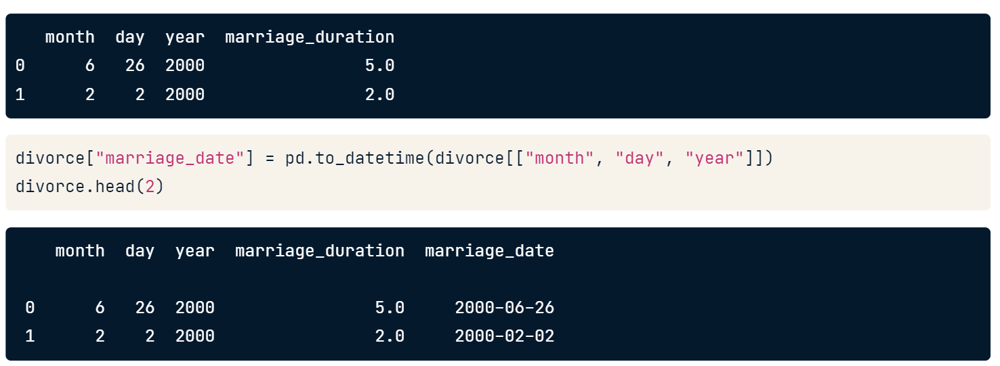 month day year marriage_duration
0 6 26 2000 5.0
1 2 2 2000 2.0
divorce["marriage_date"] = pd.to_datetime(divorce[["month", "day", "year"]])
divorce.head(2)
month day year marriage_duration marriage_date
0 6 26 2000 5.0 2000-06-26
1 2 2 2000 2.0 2000-02-02